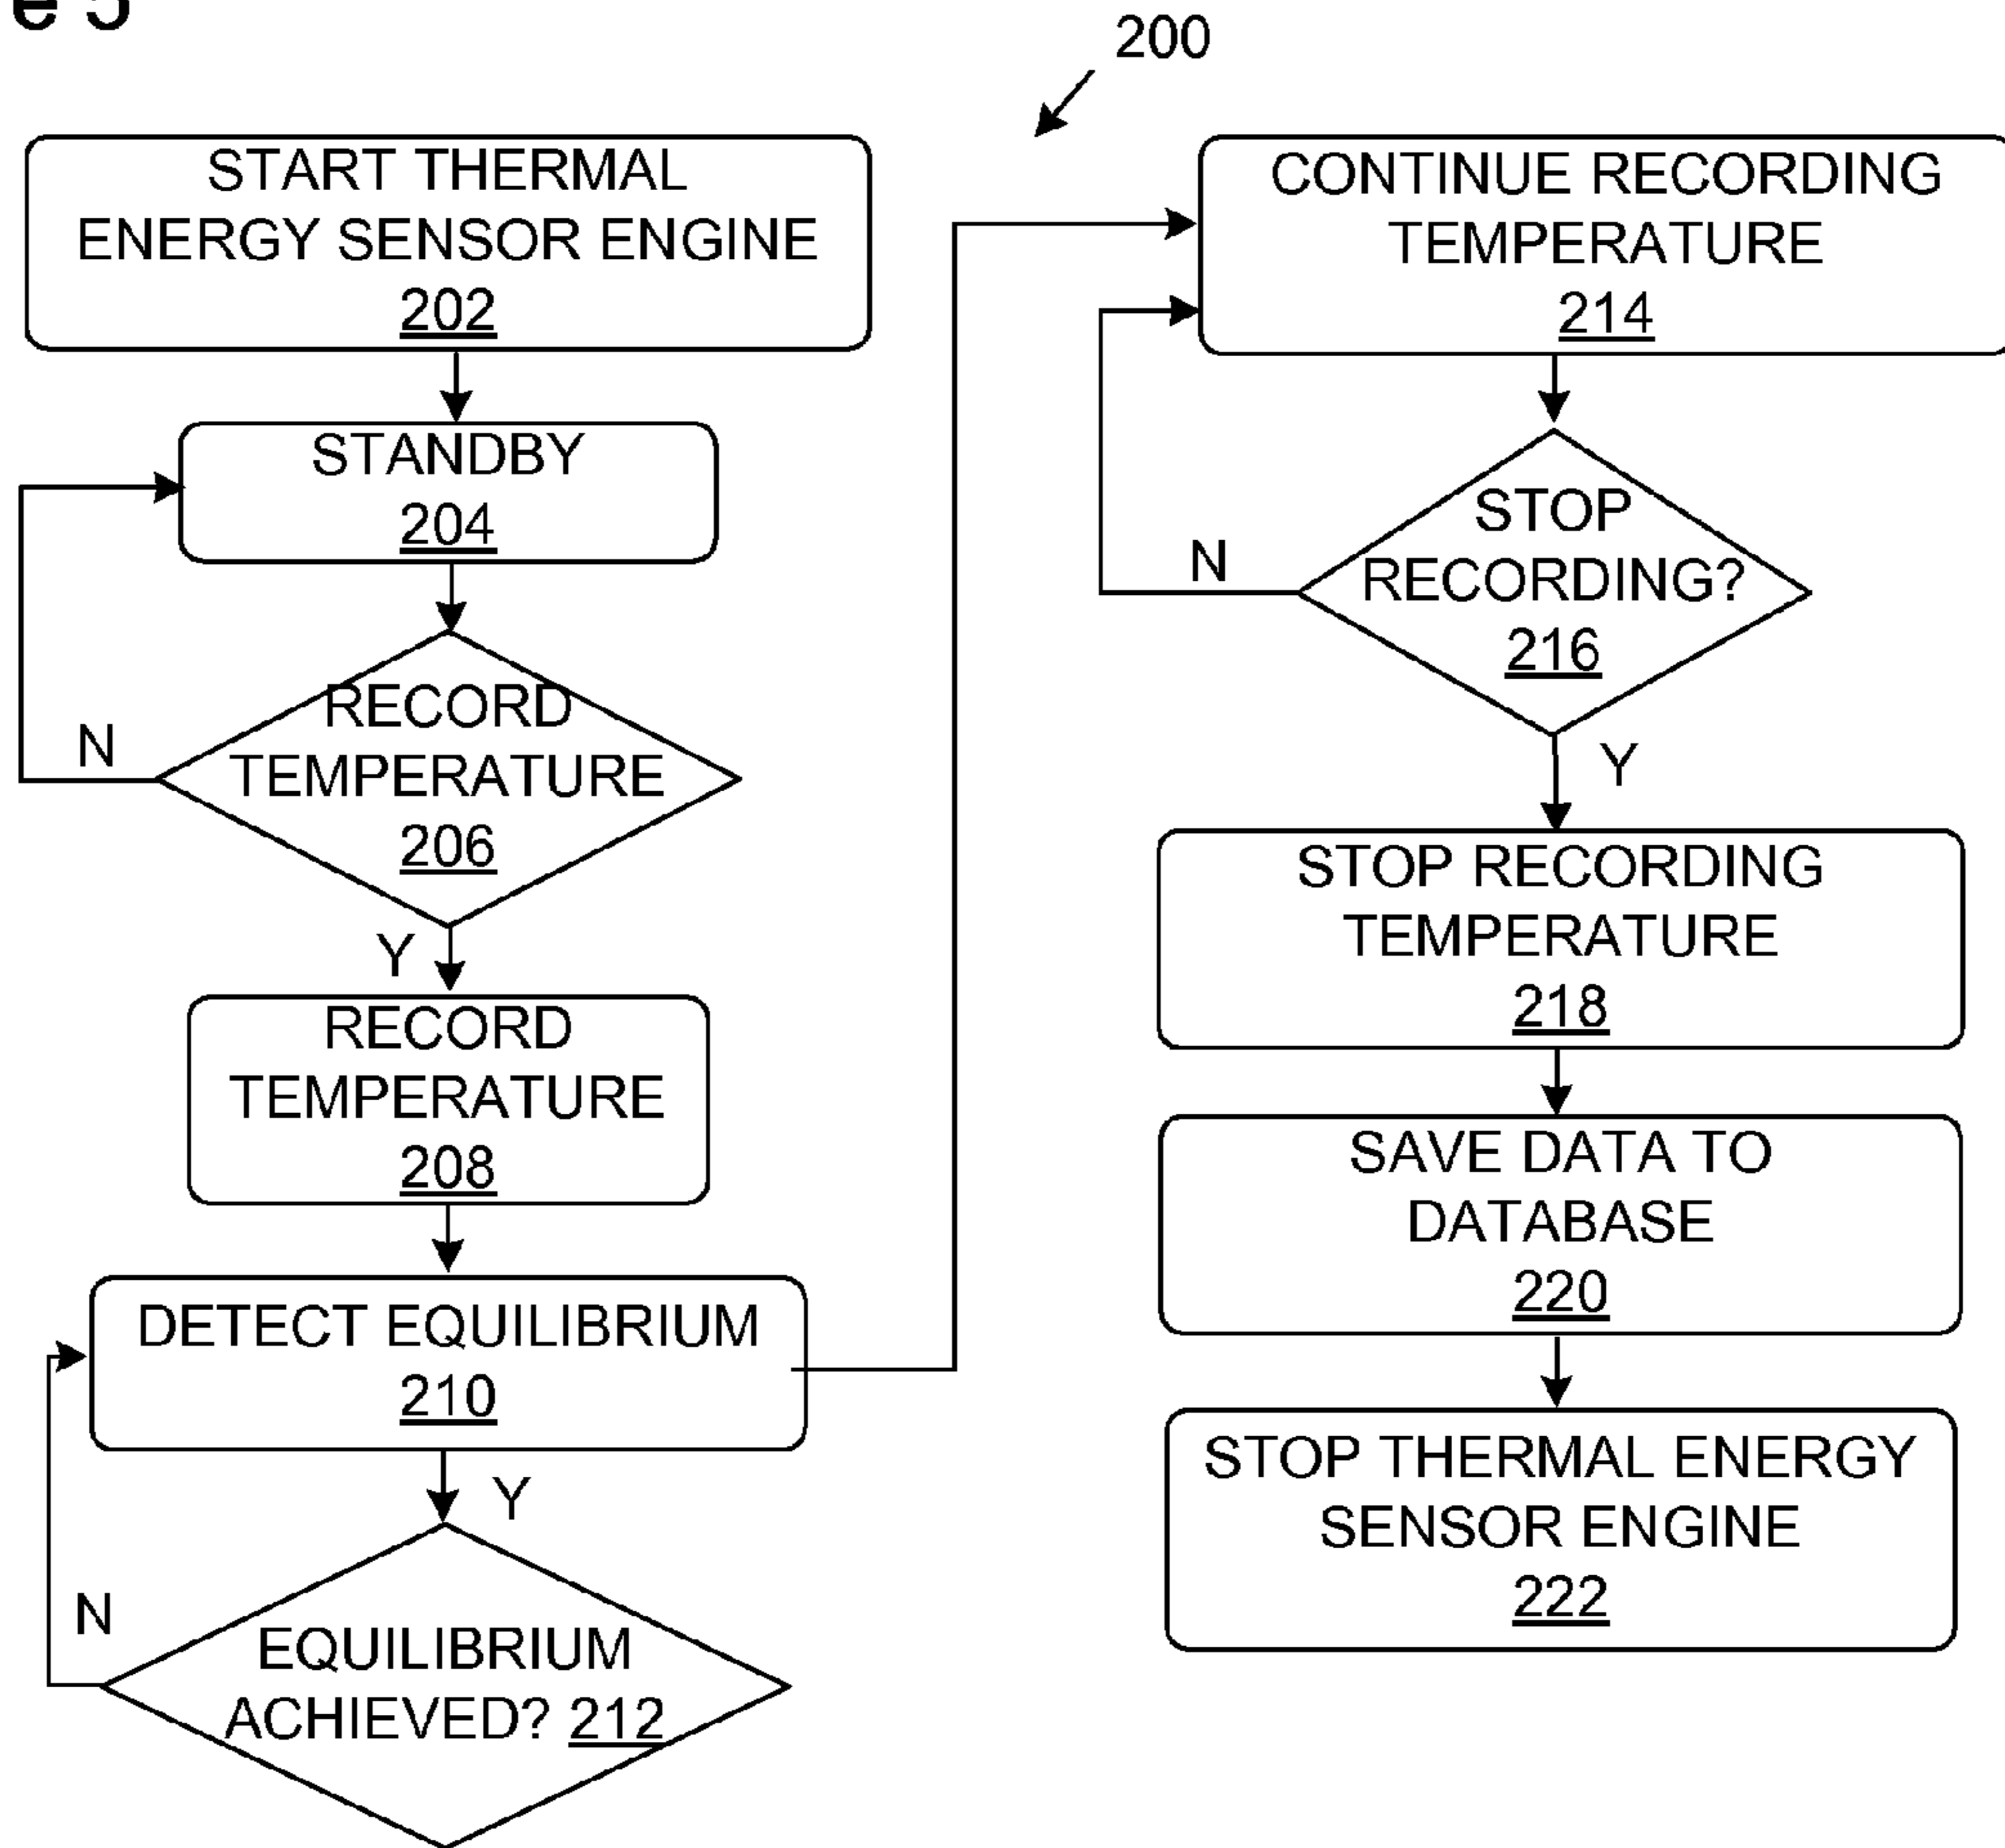 e 5
200
START THERMAL
ENERGY SENSOR ENGINE
202
STANDBY
204
N
RECORD
TEMPERATURE
206
Y
RECORD
TEMPERATURE
208
DETECT EQUILIBRIUM
210
Y
N
EQUILIBRIUM
ACHIEVED? 212
CONTINUE RECORDING
TEMPERATURE
214
STOP
N
RECORDING?
216
Y
STOP RECORDING
TEMPERATURE
218
SAVE DATA TO
DATABASE
220
STOP THERMAL ENERGY
SENSOR ENGINE
222